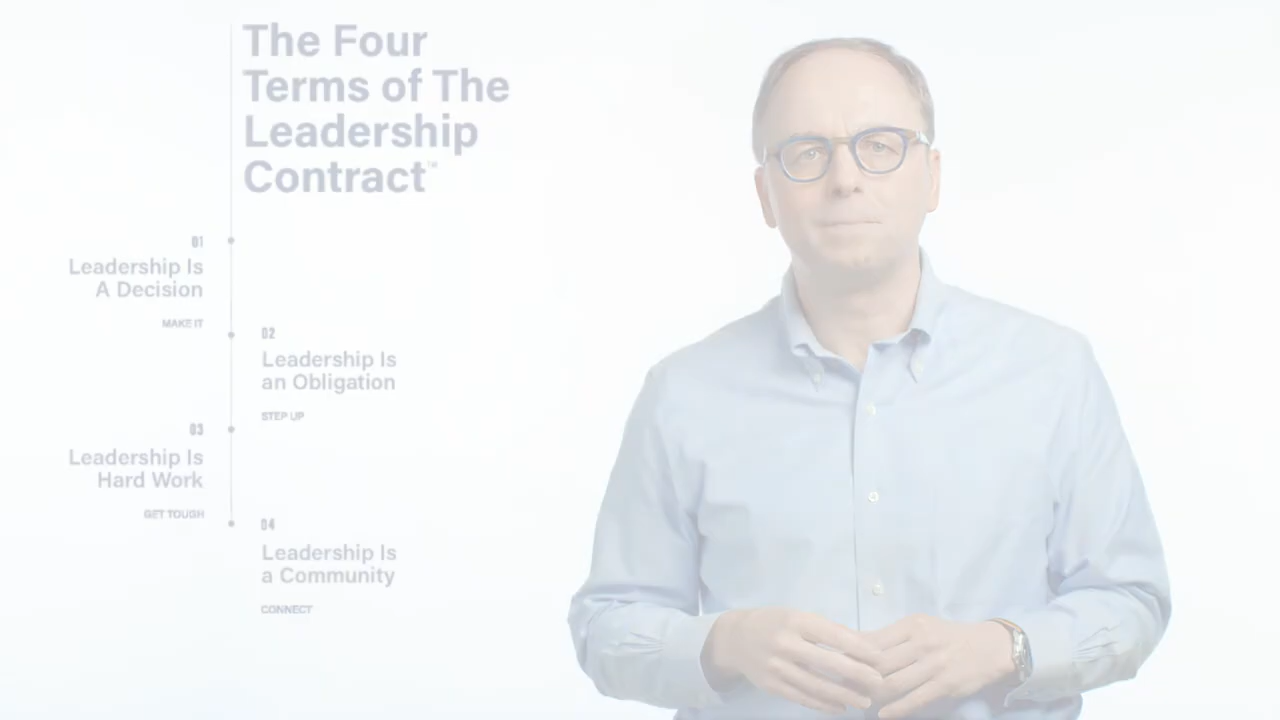 The Four
Terms of The
Leadership
Contract™
01
Leadership Is
A Decision
MAKE IT
02
Leadership Is
an Obligation
STEP UP
03
Leadership Is
Hard Work
GET TOUGH
04
Leadership Is
a Community
CONNECT